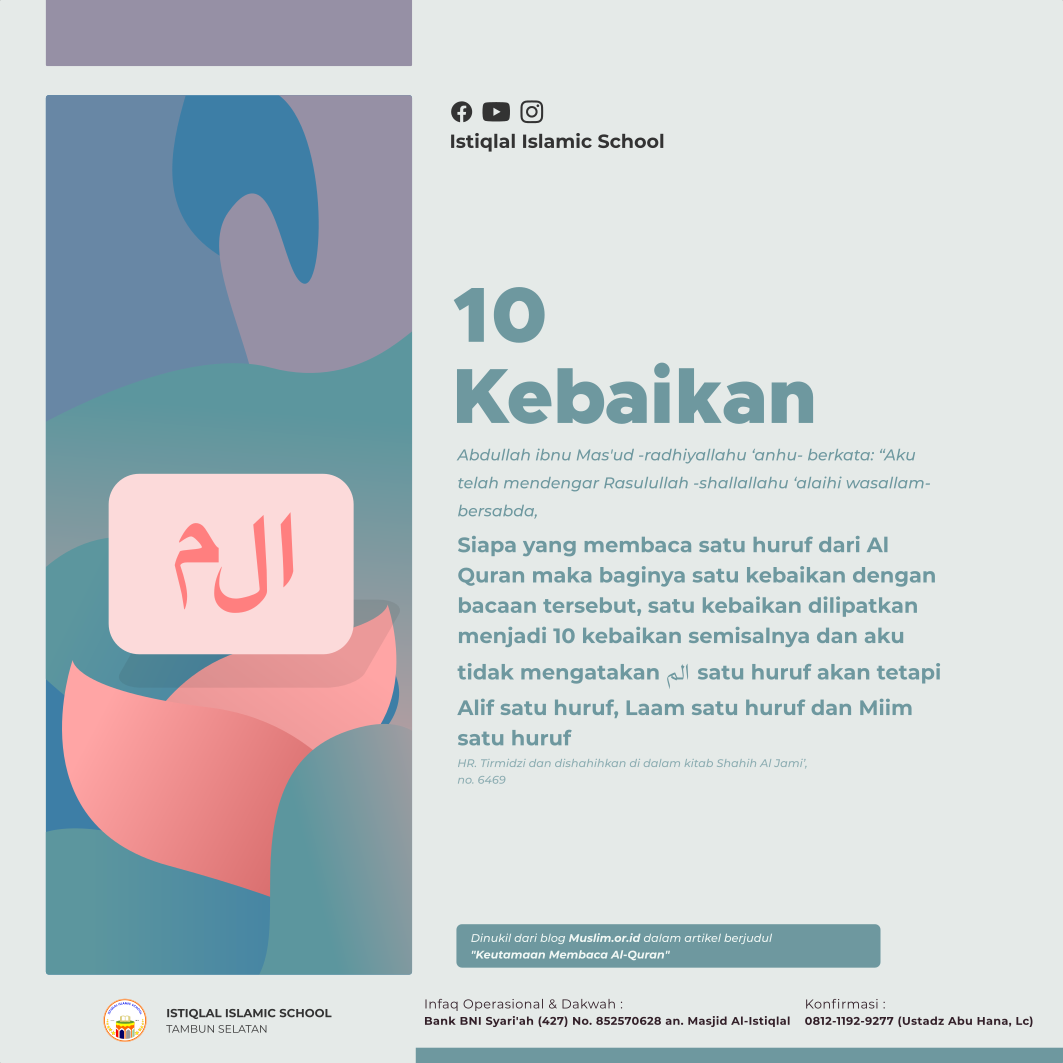 Istiqlal Islamic School
الم
10
Kebaikan
Abdullah ibnu Mas'ud -radhiyallahu ‘anhu- berkata: “Aku
telah mendengar Rasulullah -shallallahu ‘alaihi wasallam-
bersabda,
Siapa yang membaca satu huruf dari Al
Quran maka baginya satu kebaikan dengan
bacaan tersebut, satu kebaikan dilipatkan
menjadi 10 kebaikan semisalnya dan aku
tidak mengatakan الم satu huruf akan tetapi
Alif satu huruf, Laam satu huruf dan Miim
satu huruf
HR. Tirmidzi dan dishahihkan di dalam kitab Shahih Al Jami’,
no. 6469
Dinukil dari blog Muslim.or.id dalam artikel berjudul
"Keutamaan Membaca Al-Quran"
ISTIQLAL ISLAMIC SCHOOL
TAMBUN SELATAN
Infaq Operasional & Dakwah :
Bank BNI Syari'ah (427) No. 852570628 an. Masjid Al-Istiqlal
Konfirmasi :
0812-1192-9277 (Ustadz Abu Hana, Lc)